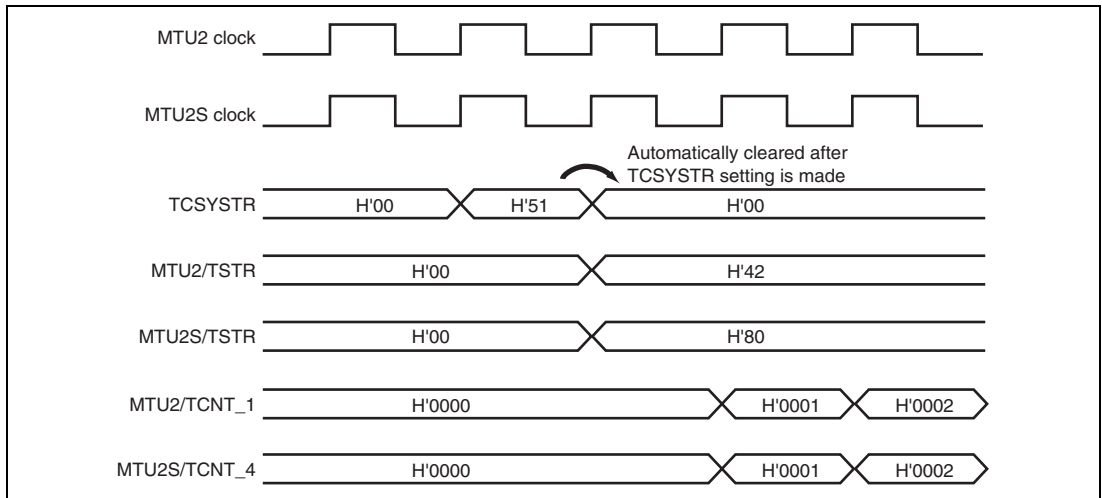 MTU2 clock
MTU2S clock
Automatically cleared after
TCSYSTR setting is made
TCSYSTR H'00 H'51 H'00
MTU2/TSTR H'00 H'42
MTU2S/TSTR H'00 H'80
MTU2/TCNT_1 H'0000 H'0001 H'0002
MTU2S/TCNT_4 H'0000 H'0001 H'0002